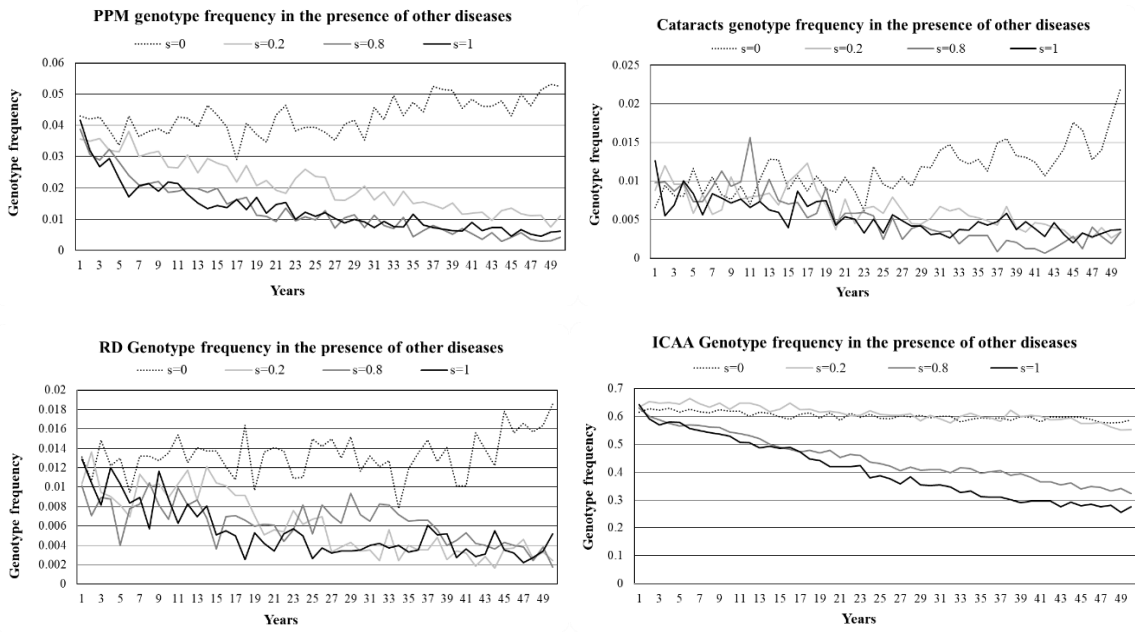 PPM genotype frequency in the presence of other diseases
s=0 s=0.2 s=0.8 s=1
Genotype frequency
0.06
0.05
0.04
0.03
0.02
0.01
0
1 3 5 7 9 11 13 15 17 19 21 23 25 27 29 31 33 35 37 39 41 43 45 47 49
Years
Cataracts genotype frequency in the presence of other diseases
s=0 s=0.2 s=0.8 s=1
Genotype frequency
0.025
0.02
0.015
0.01
0.005
0
1 3 5 7 9 11 13 15 17 19 21 23 25 27 29 31 33 35 37 39 41 43 45 47 49
Years
RD Genotype frequency in the presence of other diseases
s=0 s=0.2 s=0.8 s=1
Genotype frequency
0.02
0.018
0.016
0.014
0.012
0.01
0.008
0.006
0.004
0.002
0
1 3 5 7 9 11 13 15 17 19 21 23 25 27 29 31 33 35 37 39 41 43 45 47 49
Years
ICAA Genotype frequency in the presence of other diseases
s=0 s=0.2 s=0.8 s=1
Genotype frequency
0.7
0.6
0.5
0.4
0.3
0.2
0.1
0
1 3 5 7 9 11 13 15 17 19 21 23 25 27 29 31 33 35 37 39 41 43 45 47 49
Years